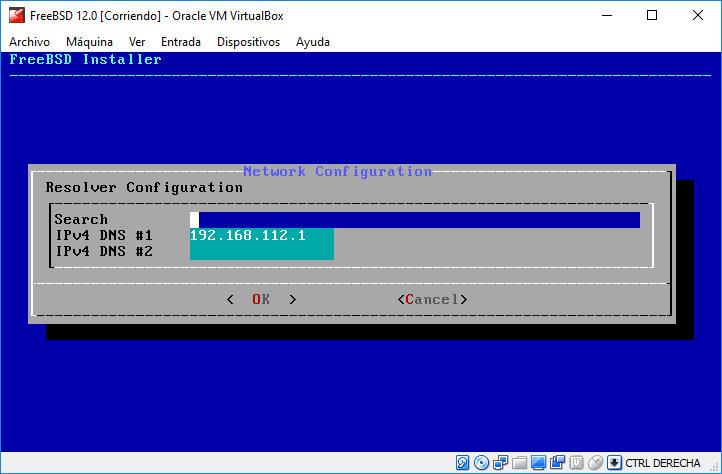 FreeBSD 12.0 [Corriendo] - Oracle VM VirtualBox
Archivo Máquina Ver Entrada Dispositivos Ayuda
FreeBSD Installer
Network Configuration
Resolver Configuration
Search
IPv4 DNS #1 192.168.112.1
IPv4 DNS #2
< OK > <Cancel>
CTRL DERECHA